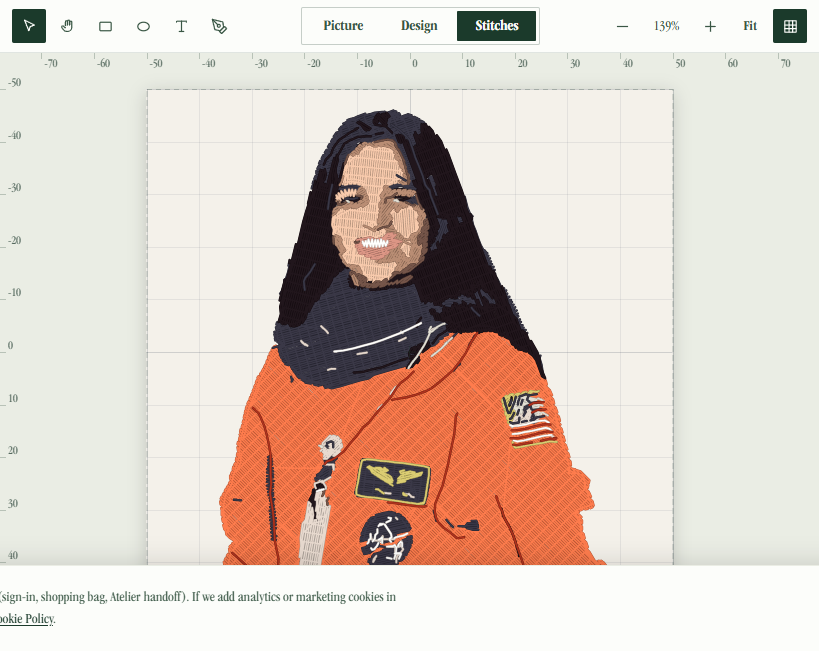 Picture Design Stitches 139% Fit
-70 -60 -50 -40 -30 -20 -10 0 10 20 30 40 50 60 70
-50
-40
-30
-20
-10
0
10
20
30
40
(sign-in, shopping bag, Atelier handoff). If we add analytics or marketing cookies in
ookie Policy.